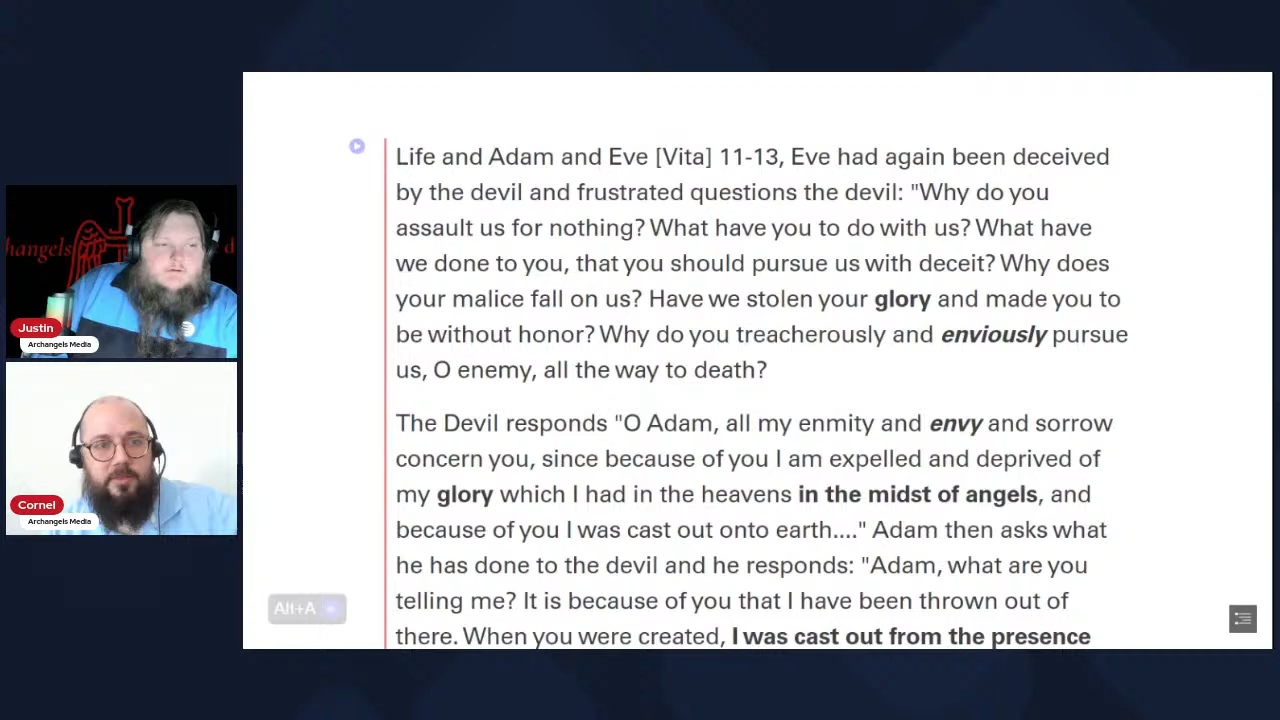 Life and Adam and Eve [Vita] 11-13, Eve had again been deceived
by the devil and frustrated questions the devil: "Why do you
assault us for nothing? What have you to do with us? What have
we done to you, that you should pursue us with deceit? Why does
your malice fall on us? Have we stolen your glory and made you to
be without honor? Why do you treacherously and enviously pursue
us, O enemy, all the way to death?
The Devil responds "O Adam, all my enmity and envy and sorrow
concern you, since because of you I am expelled and deprived of
my glory which I had in the heavens in the midst of angels, and
because of you I was cast out onto earth...." Adam then asks what
he has done to the devil and he responds: "Adam, what are you
telling me? It is because of you that I have been thrown out of
there. When you were created, I was cast out from the presence
Alt+A
Justin
Archangels Media
Cornel
Archangels Media